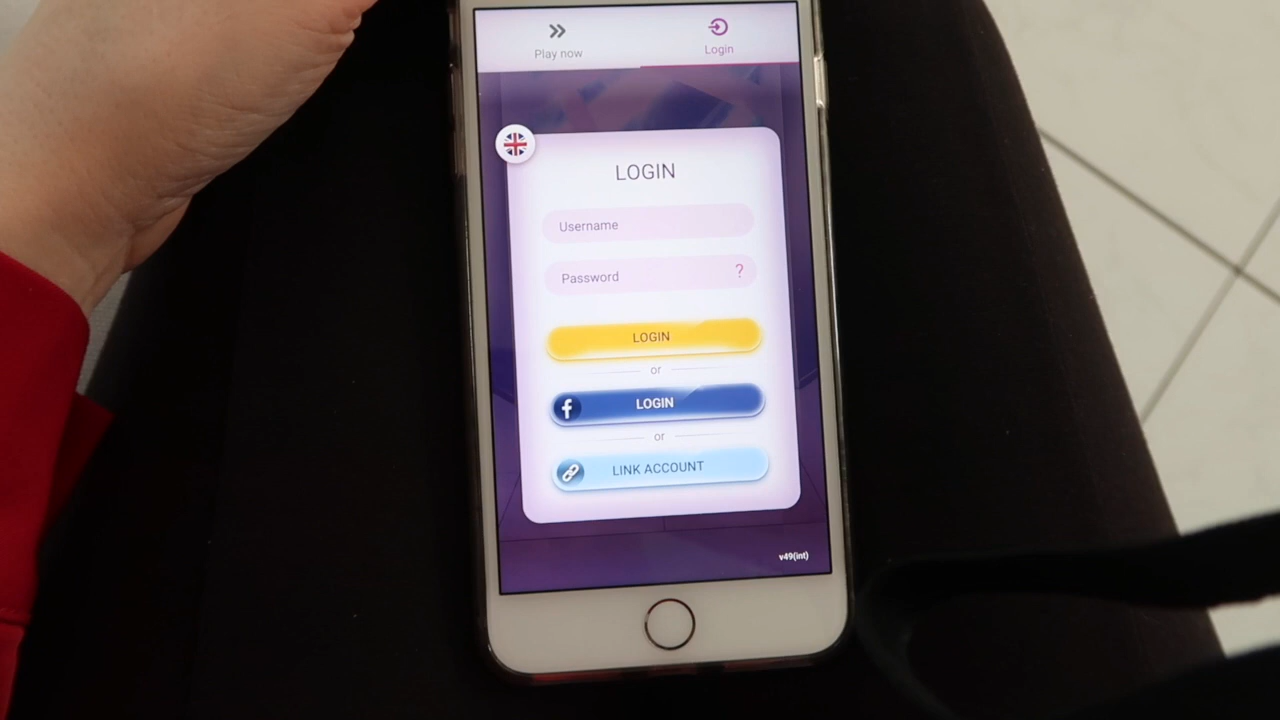 Play now
Login
LOGIN
Username
Password ?
LOGIN
or
f LOGIN
or
LINK ACCOUNT
v49(int)